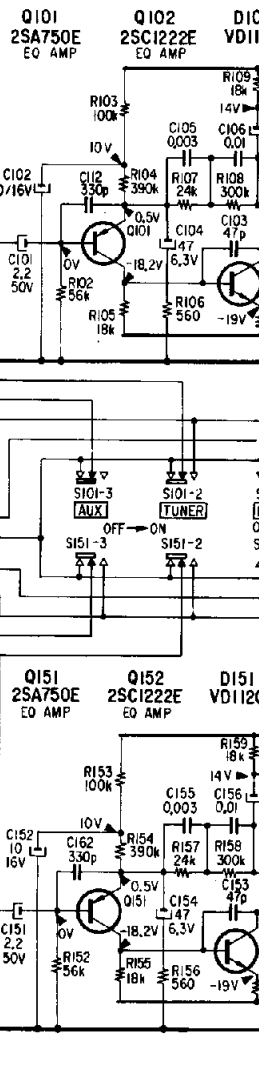 Q101
2SA750E
EQ AMP
Q102
2SC1222E
EQ AMP
D10
VD11
R109
18k
14V
R103
100k
10V
C105
0,003
C106
0,01
C102
0/16V
C112
330p
R104
390k
R107
24k
R108
300k
0,5V
Q101
C104
47
6,3V
C103
47p
C101
2,2
50V
0V
R102
56k
-18,2V
R105
18k
R106
560
-19V
S101-3
AUX
S101-2
TUNER
OFF → ON
S151-3
S151-2
Q151
2SA750E
EQ AMP
Q152
2SC1222E
EQ AMP
D151
VD1120
R159
18k
14V
R153
100k
10V
C155
0,003
C156
0,01
C152
10
16V
C162
330p
R154
390k
R157
24k
R158
300k
0,5V
Q151
C154
47
6,3V
C153
47p
C151
2,2
50V
0V
R152
56k
-18,2V
R155
18k
R156
560
-19V